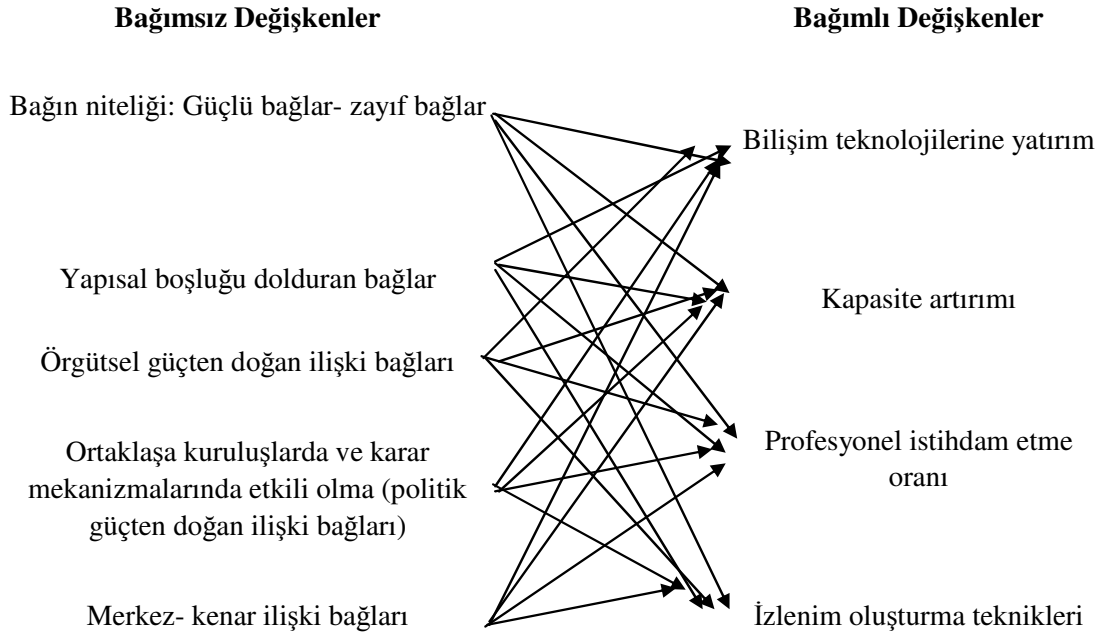 Bağımsız Değişkenler
Bağımlı Değişkenler
Bağın niteliği: Güçlü bağlar- zayıf bağlar
Bilişim teknolojilerine yatırım
Yapısal boşluğu dolduran bağlar
Kapasite artırımı
Örgütsel güçten doğan ilişki bağları
Ortaklaşa kuruluşlarda ve karar
mekanizmalarında etkili olma (politik
güçten doğan ilişki bağları)
Profesyonel istihdam etme
oranı
Merkez- kenar ilişki bağları
İzlenim oluşturma teknikleri